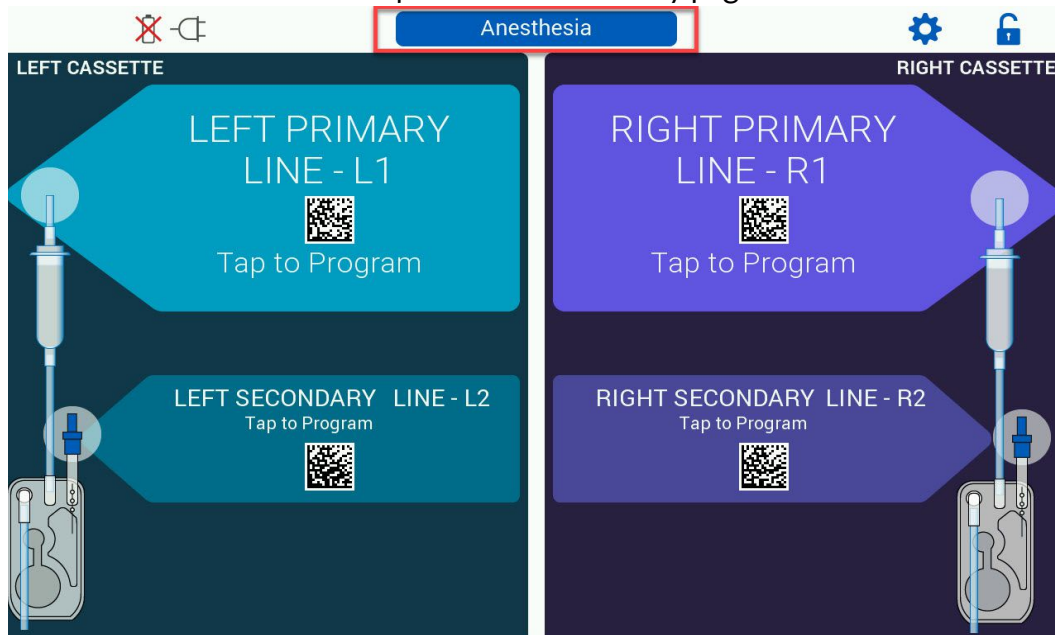 Anesthesia
LEFT CASSETTE
RIGHT CASSETTE
LEFT PRIMARY
LINE - L1
Tap to Program
RIGHT PRIMARY
LINE - R1
Tap to Program
LEFT SECONDARY LINE - L2
Tap to Program
RIGHT SECONDARY LINE - R2
Tap to Program